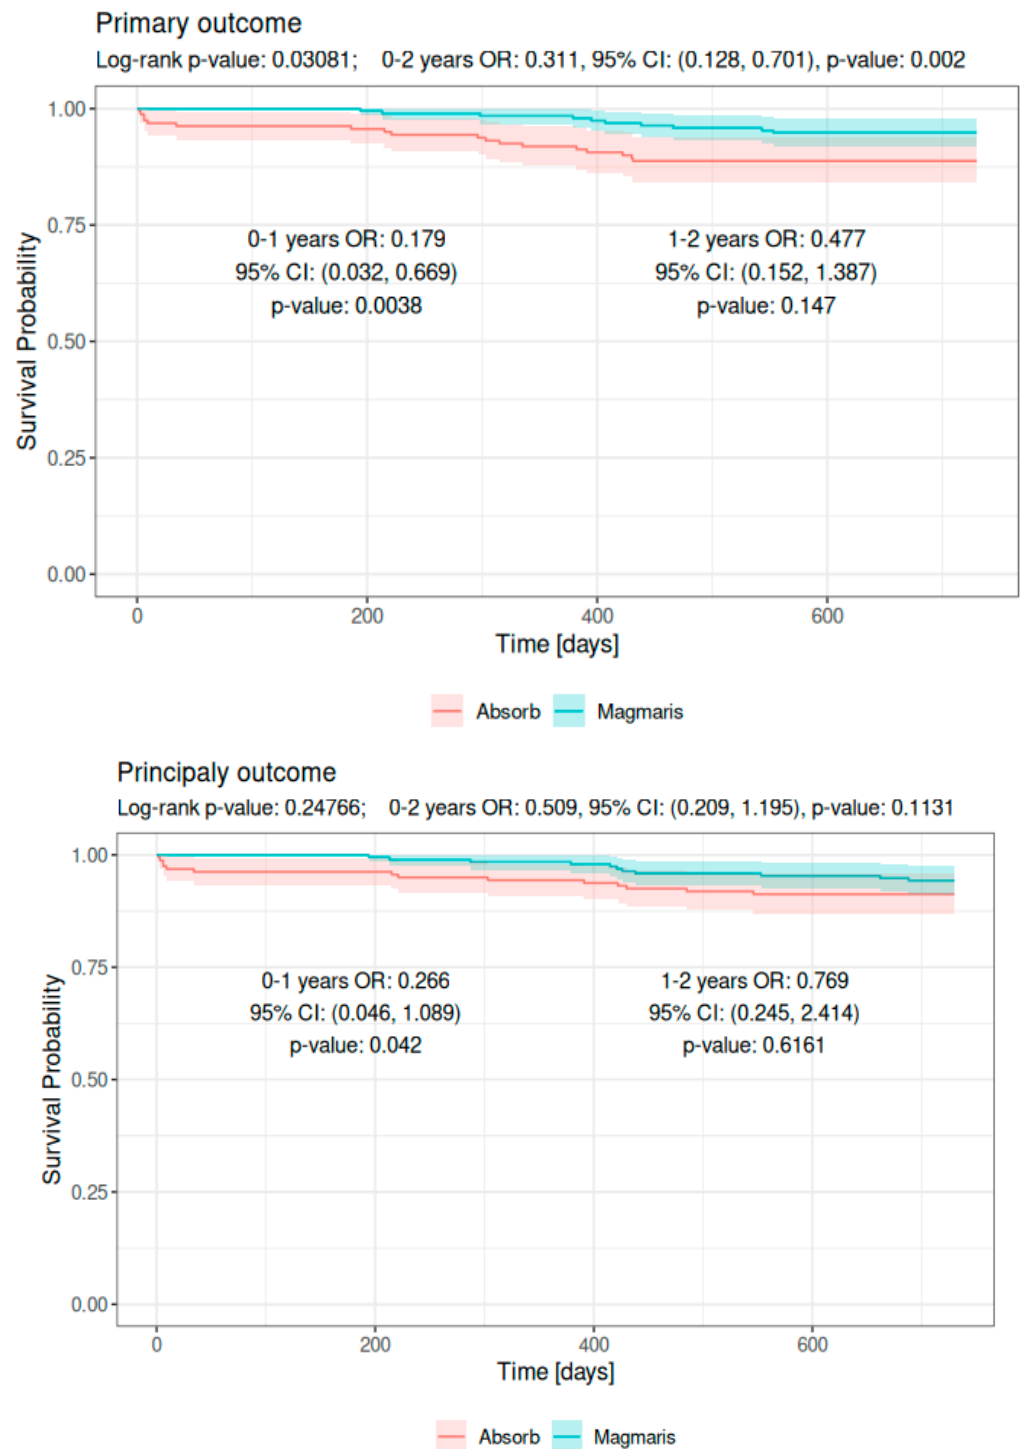 Primary outcome
Log-rank p-value: 0.03081; 0-2 years OR: 0.311, 95% CI: (0.128, 0.701), p-value: 0.002
1.00
0.75
0.50
0.25
0.00
Survival Probability
0-1 years OR: 0.179
95% CI: (0.032, 0.669)
p-value: 0.0038
1-2 years OR: 0.477
95% CI: (0.152, 1.387)
p-value: 0.147
0 200 400 600
Time [days]
Absorb Magmaris
Principaly outcome
Log-rank p-value: 0.24766; 0-2 years OR: 0.509, 95% CI: (0.209, 1.195), p-value: 0.1131
1.00
0.75
0.50
0.25
0.00
Survival Probability
0-1 years OR: 0.266
95% CI: (0.046, 1.089)
p-value: 0.042
1-2 years OR: 0.769
95% CI: (0.245, 2.414)
p-value: 0.6161
0 200 400 600
Time [days]
Absorb Magmaris